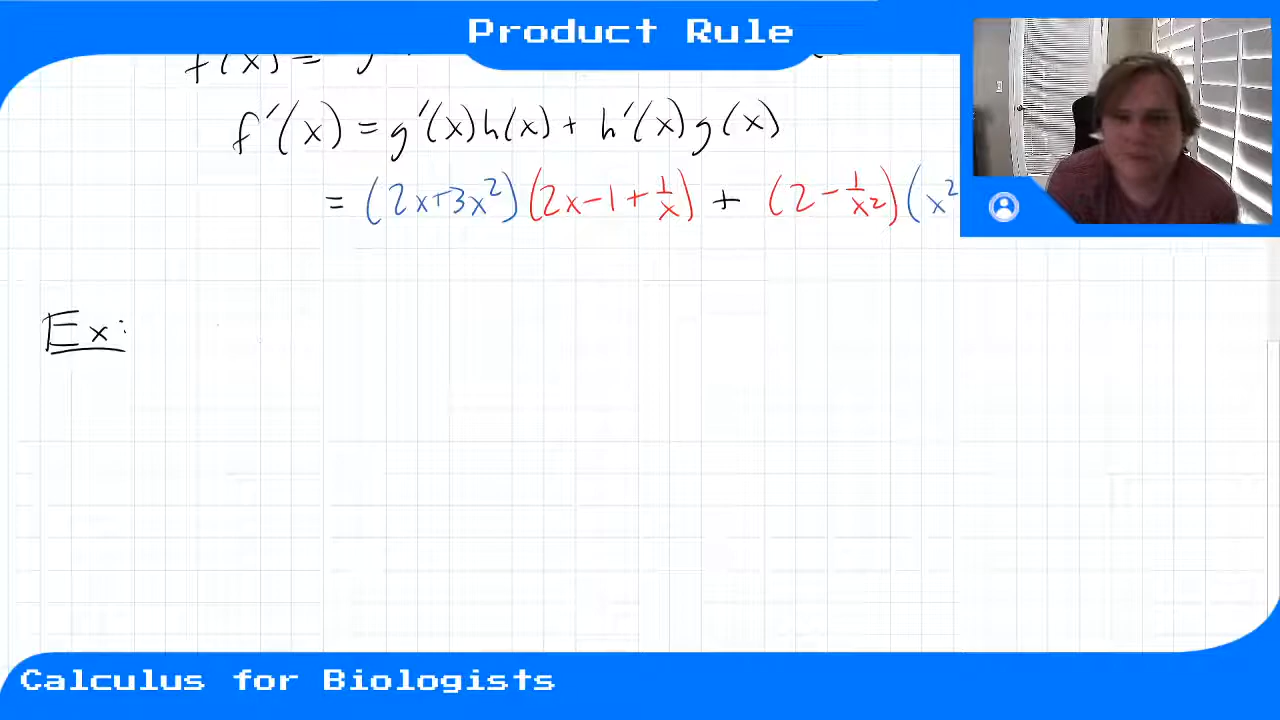 Product Rule
f(x) =
f'(x) = g'(x)h(x) + h'(x)g(x)
= (2x+3x²)(2x-1+1/x) + (2-1/x²)(x²
Ex:
Calculus for Biologists